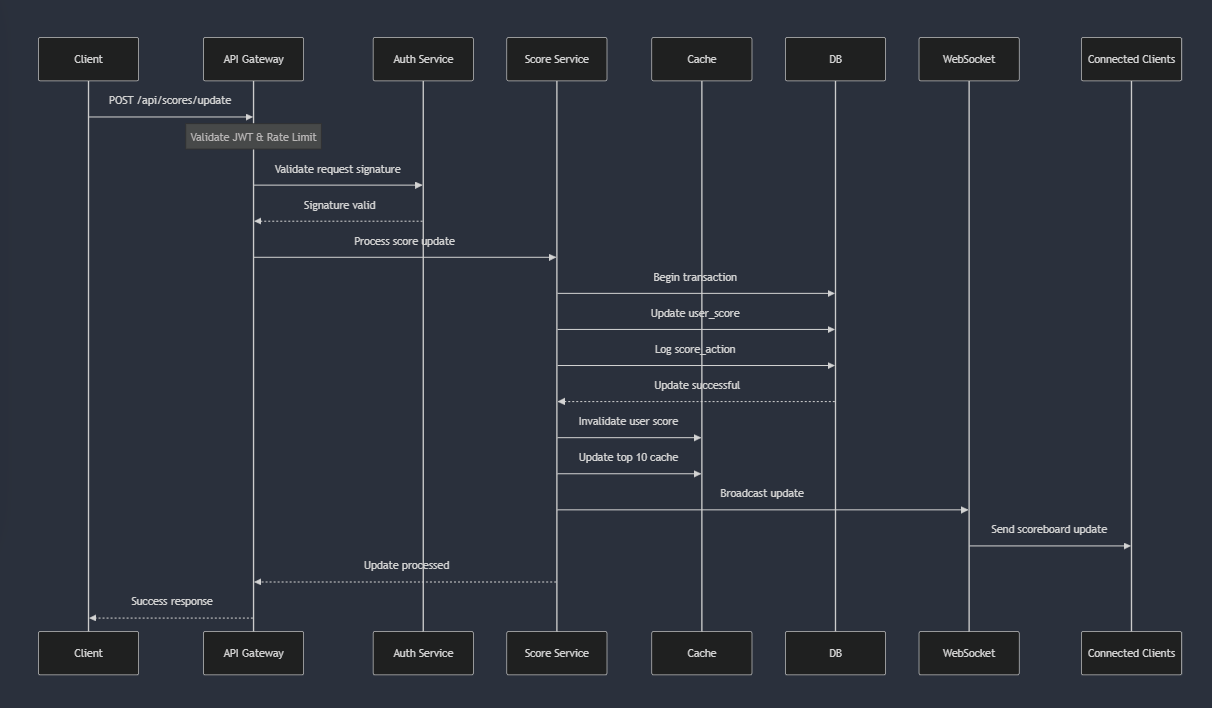 Client
API Gateway
Auth Service
Score Service
Cache
DB
WebSocket
Connected Clients
POST /api/scores/update
Validate JWT & Rate Limit
Validate request signature
Signature valid
Process score update
Begin transaction
Update user_score
Log score_action
Update successful
Invalidate user score
Update top 10 cache
Broadcast update
Send scoreboard update
Update processed
Success response
Client
API Gateway
Auth Service
Score Service
Cache
DB
WebSocket
Connected Clients